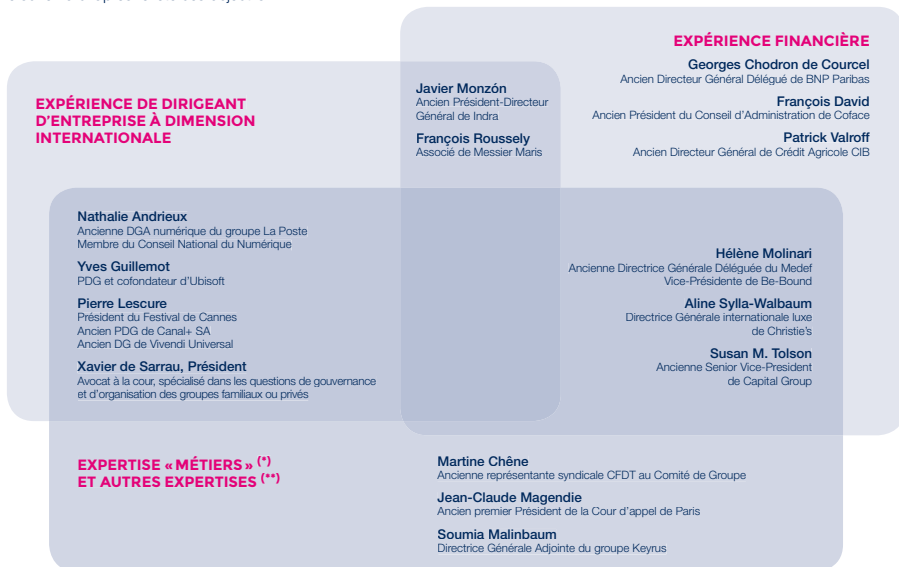 EXPÉRIENCE FINANCIÈRE
Georges Chodron de Courcel
Ancien Directeur Général Délégué de BNP Paribas
François David
Ancien Président du Conseil d'Administration de Coface
Patrick Valroff
Ancien Directeur Général de Crédit Agricole CIB
Javier Monzón
Ancien Président-Directeur
Général de Indra
François Roussely
Associé de Messier Maris
EXPÉRIENCE DE DIRIGEANT
D'ENTREPRISE À DIMENSION
INTERNATIONALE
Nathalie Andrieux
Ancienne DGA numérique du groupe La Poste
Membre du Conseil National du Numérique
Yves Guillemot
PDG et cofondateur d'Ubisoft
Pierre Lescure
Président du Festival de Cannes
Ancien PDG de Canal+ SA
Ancien DG de Vivendi Universal
Xavier de Sarrau, Président
Avocat à la cour, spécialisé dans les questions de gouvernance
et d'organisation des groupes familiaux ou privés
Hélène Molinari
Ancienne Directrice Générale Déléguée du Medef
Vice-Présidente de Be-Bound
Aline Sylla-Walbaum
Directrice Générale internationale luxe
de Christie's
Susan M. Tolson
Ancienne Senior Vice-President
de Capital Group
EXPERTISE « MÉTIERS » (*)
ET AUTRES EXPERTISES (**)
Martine Chêne
Ancienne représentante syndicale CFDT au Comité de Groupe
Jean-Claude Magendie
Ancien premier Président de la Cour d'appel de Paris
Soumia Malinbaum
Directrice Générale Adjointe du groupe Keyrus